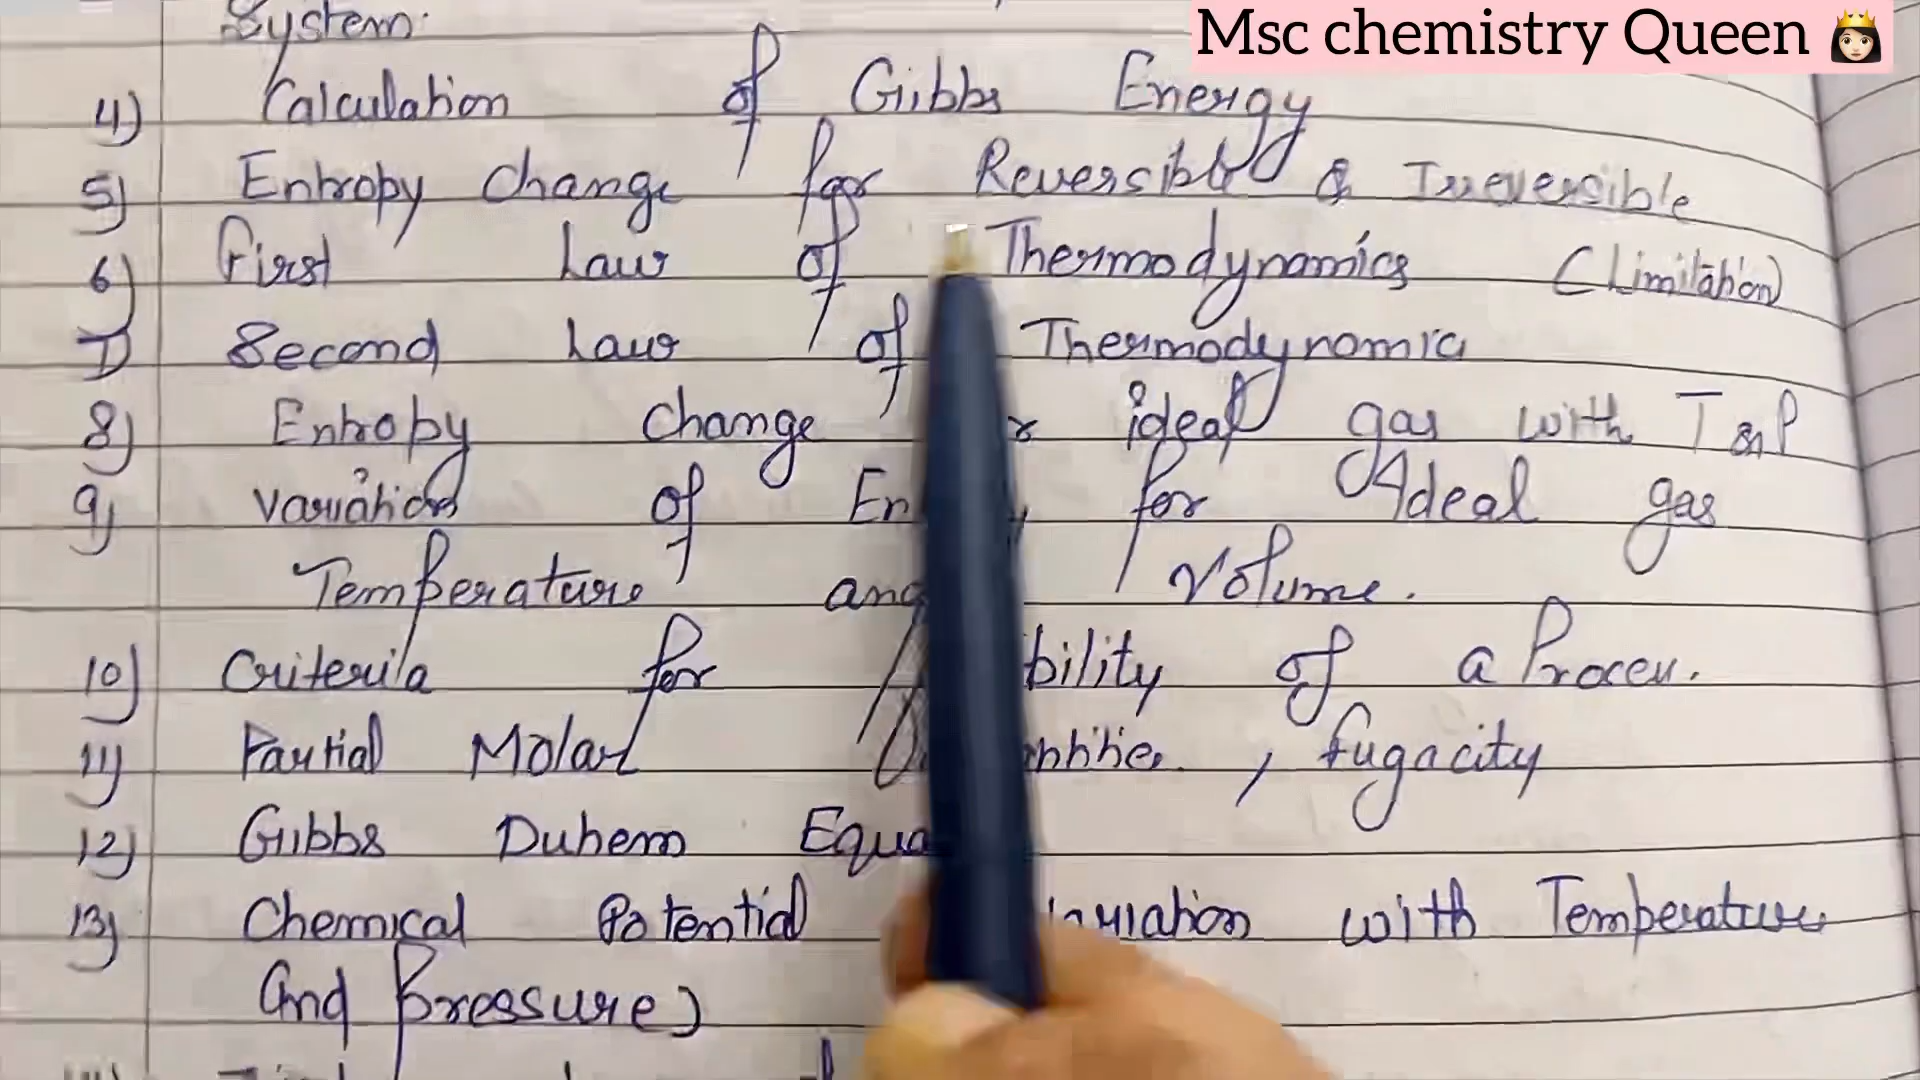 Msc chemistry Queen 👸🏻
System.
4) Calculation of Gibbs Energy
5) Entropy change for Reversible & Irreversible
6) First Law of Thermodynamics (Limitation)
7) Second Law of Thermodynamic
8) Entropy change ideal gas with T & P
9) Variation of for Ideal gas
Temperature and Volume.
10) Criteria for of a Process.
11) Partial Molar , fugacity
12) Gibbs Duhem
13) Chemical Potential with Temperature
and Pressure)